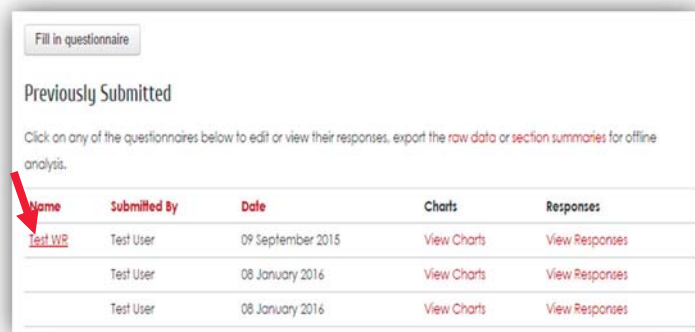 Fill in questionnaire
Previously Submitted
Click on any of the questionnaires below to edit or view their responses, export the raw data or section summaries for offline
analysis.
Name Submitted By Date Charts Responses
Test WR Test User 09 September 2015 View Charts View Responses
Test User 08 January 2016 View Charts View Responses
Test User 08 January 2016 View Charts View Responses